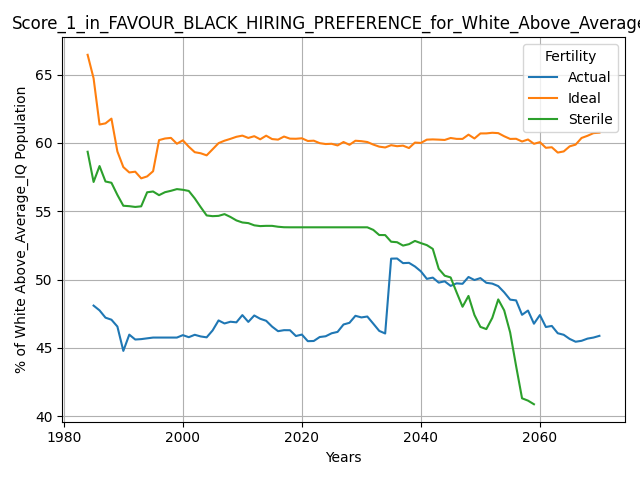 Score_1_in_FAVOUR_BLACK_HIRING_PREFERENCE_for_White_Above_Average
Fertility
Actual
Ideal
Sterile
% of White Above_Average_IQ Population
65
60
55
50
45
40
1980
2000
2020
2040
2060
Years